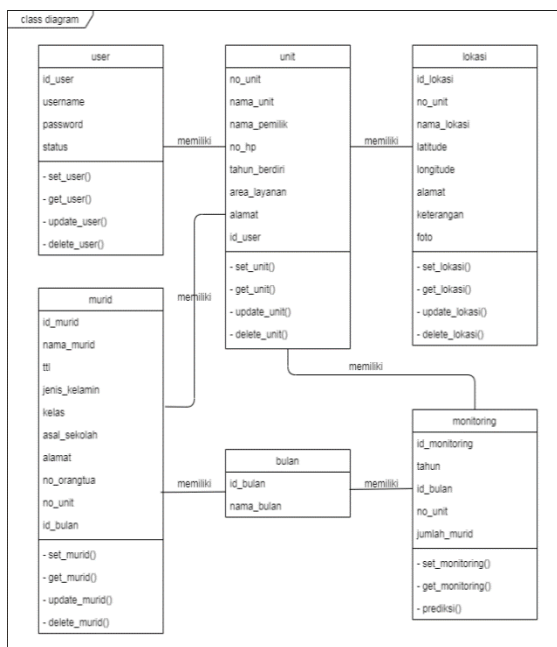 class diagram
user
id_user
username
password
status
- set_user()
- get_user()
- update_user()
- delete_user()
memiliki
unit
no_unit
nama_unit
nama_pemilik
no_hp
tahun_berdiri
area_layanan
alamat
id_user
- set_unit()
- get_unit()
- update_unit()
- delete_unit()
memiliki
lokasi
id_lokasi
no_unit
nama_lokasi
latitude
longitude
alamat
keterangan
foto
- set_lokasi()
- get_lokasi()
- update_lokasi()
- delete_lokasi()
memiliki
murid
id_murid
nama_murid
ttl
jenis_kelamin
kelas
asal_sekolah
alamat
no_orangtua
no_unit
id_bulan
- set_murid()
- get_murid()
- update_murid()
- delete_murid()
memiliki
bulan
id_bulan
nama_bulan
memiliki
memiliki
monitoring
id_monitoring
tahun
id_bulan
no_unit
jumlah_murid
- set_monitoring()
- get_monitoring()
- prediksi()